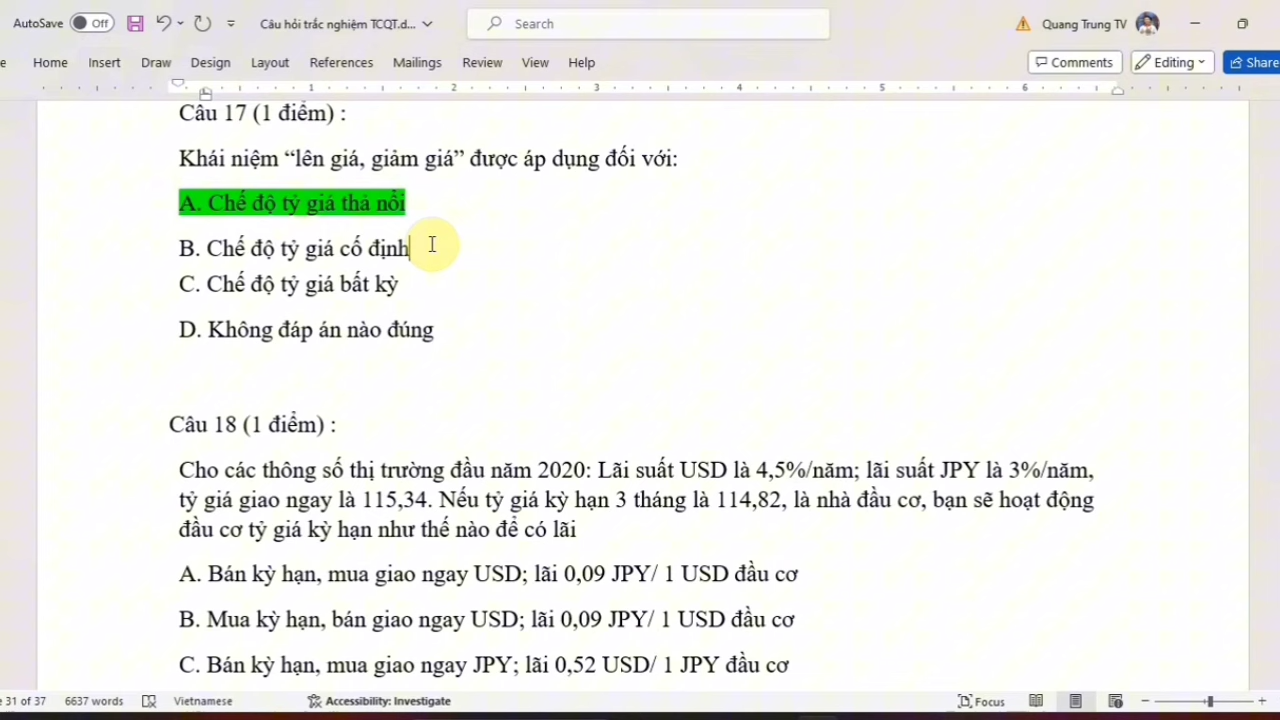 AutoSave Off Câu hỏi trắc nghiệm TCQT.d... Search Quang Trung TV
Home Insert Draw Design Layout References Mailings Review View Help Comments Editing Share
1 2 3 4 5 6
Câu 17 (1 điểm) :
Khái niệm “lên giá, giảm giá” được áp dụng đối với:
A. Chế độ tỷ giá thả nổi
B. Chế độ tỷ giá cố định
C. Chế độ tỷ giá bất kỳ
D. Không đáp án nào đúng
Câu 18 (1 điểm) :
Cho các thông số thị trường đầu năm 2020: Lãi suất USD là 4,5%/năm; lãi suất JPY là 3%/năm,
tỷ giá giao ngay là 115,34. Nếu tỷ giá kỳ hạn 3 tháng là 114,82, là nhà đầu cơ, bạn sẽ hoạt động
đầu cơ tỷ giá kỳ hạn như thế nào để có lãi
A. Bán kỳ hạn, mua giao ngay USD; lãi 0,09 JPY/ 1 USD đầu cơ
B. Mua kỳ hạn, bán giao ngay USD; lãi 0,09 JPY/ 1 USD đầu cơ
C. Bán kỳ hạn, mua giao ngay JPY; lãi 0,52 USD/ 1 JPY đầu cơ
e 31 of 37 6637 words Vietnamese Accessibility: Investigate Focus